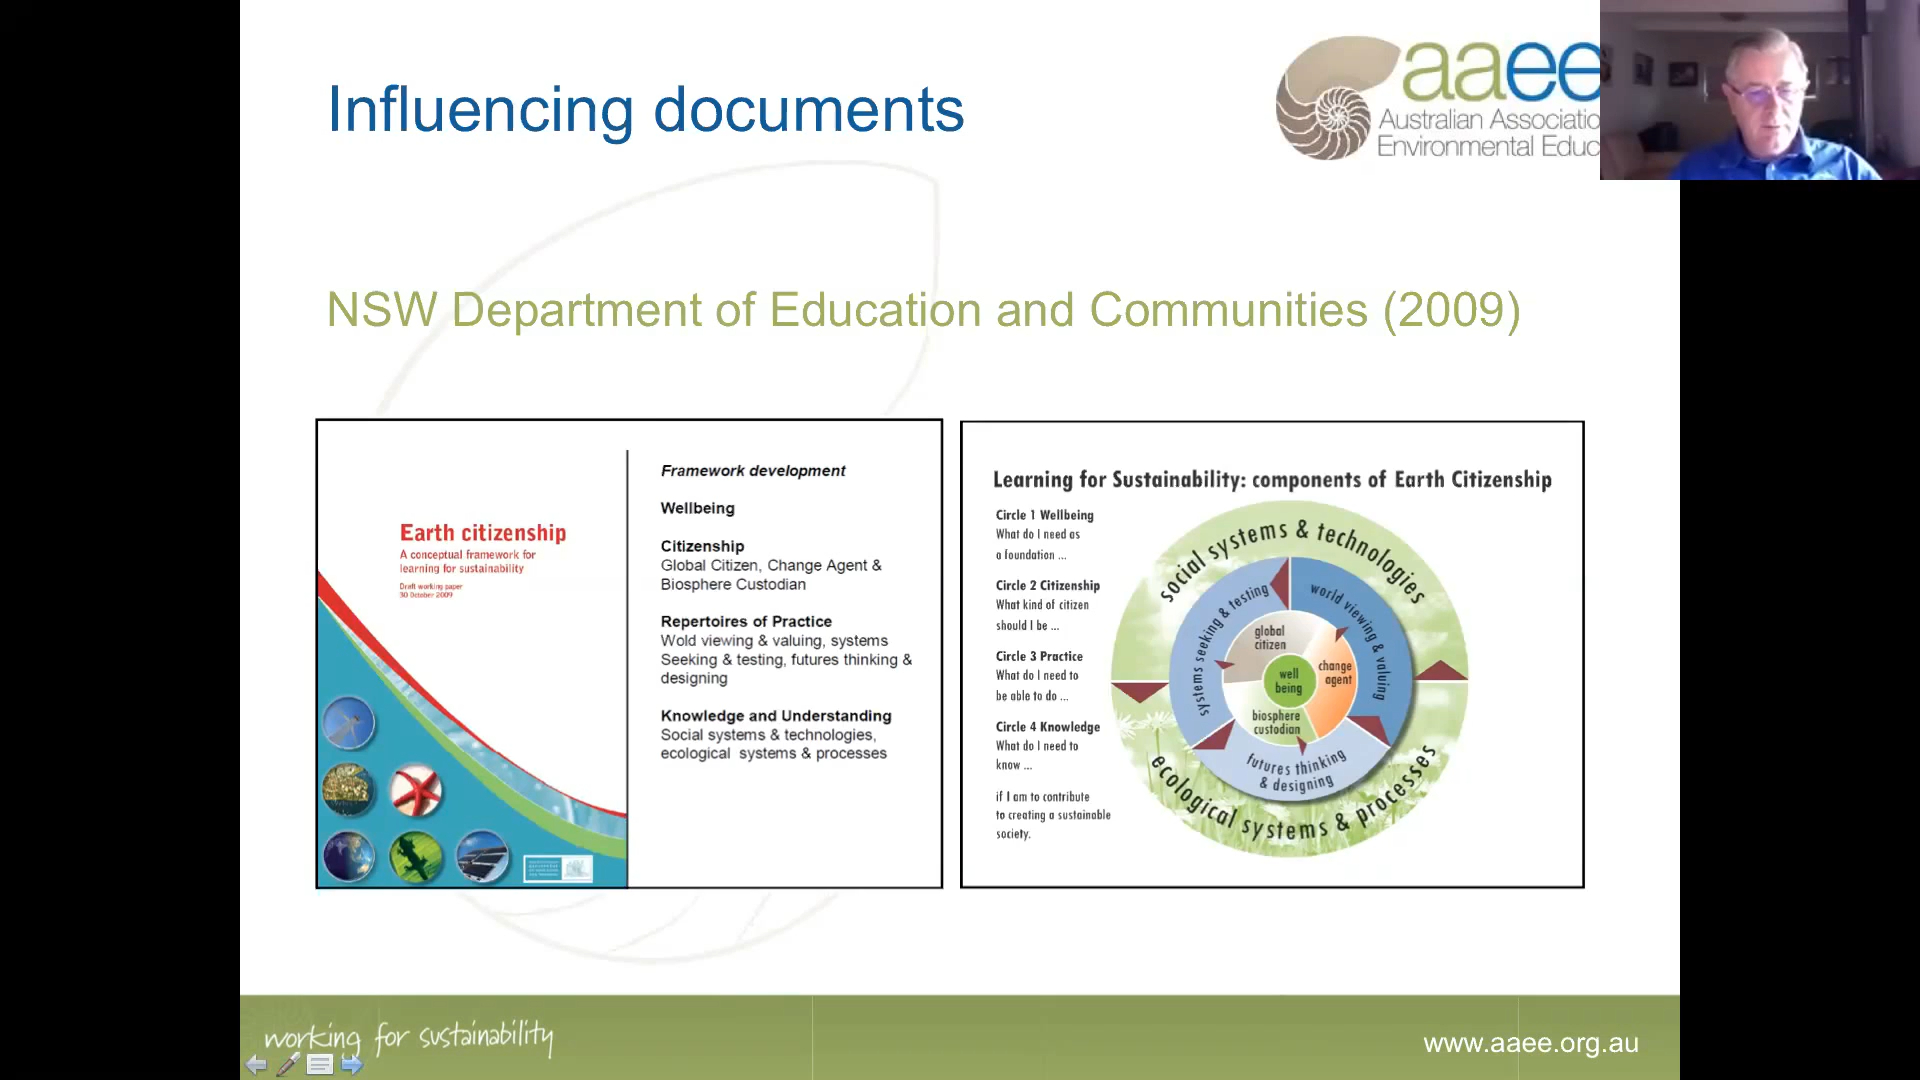 Influencing documents
aaee
Australian Associatio
Environmental Educ
NSW Department of Education and Communities (2009)
Earth citizenship
A conceptual framework for
learning for sustainability
Draft working paper
30 October 2009
Framework development
Wellbeing
Citizenship
Global Citizen, Change Agent &
Biosphere Custodian
Repertoires of Practice
Wold viewing & valuing, systems
Seeking & testing, futures thinking &
designing
Knowledge and Understanding
Social systems & technologies,
ecological systems & processes
Learning for Sustainability: components of Earth Citizenship
Circle 1 Wellbeing
What do I need as
a foundation ...
Circle 2 Citizenship
What kind of citizen
should I be ...
Circle 3 Practice
What do I need to
be able to do ...
Circle 4 Knowledge
What do I need to
know ...
if I am to contribute
to creating a sustainable
society.
social systems & technologies
systems seeking & testing
world viewing & valuing
global
citizen
change
agent
well
being
biosphere
custodian
futures thinking
& designing
ecological systems & processes
working for sustainability
www.aaee.org.au